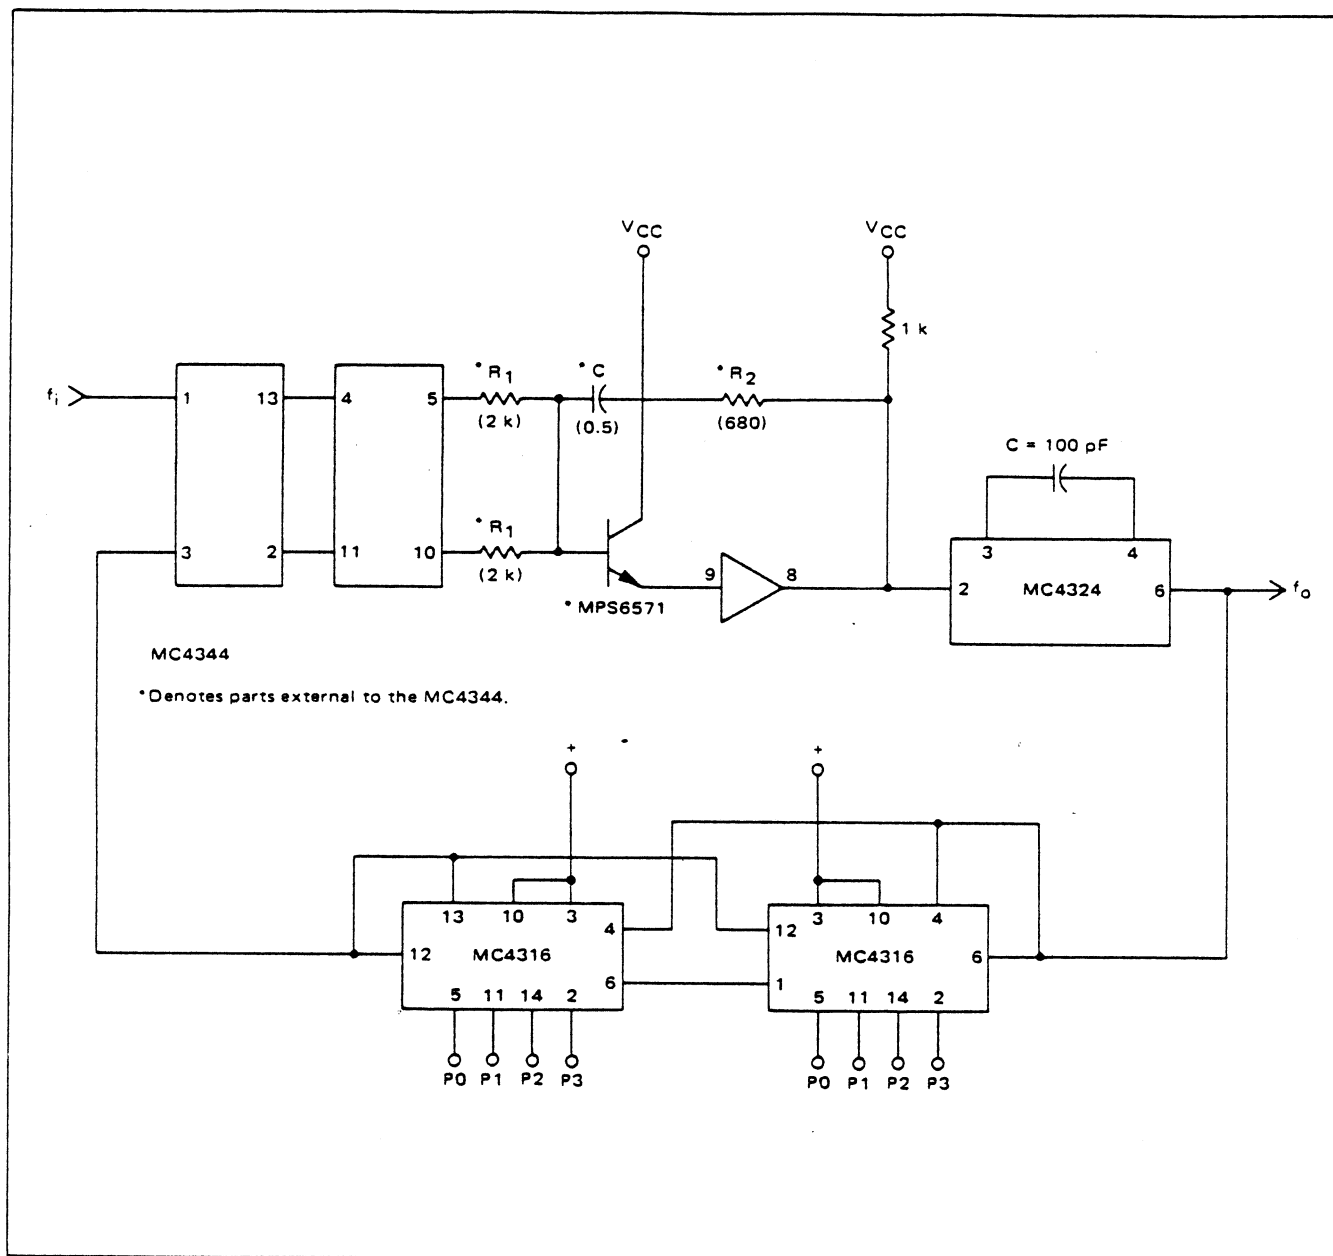 VCC VCC
1 k
*R1 *C *R2
fi 1 13 4 5
(2 k) (0.5) (680)
C = 100 pF
*R1
3 2 11 10
(2 k)
9 8
3 4
2 MC4324 6 fo
*MPS6571
MC4344
*Denotes parts external to the MC4344.
+ +
13 10 3 4
3 10 4 12
12 MC4316 6
MC4316 6 1
5 11 14 2 5 11 14 2
P0 P1 P2 P3 P0 P1 P2 P3